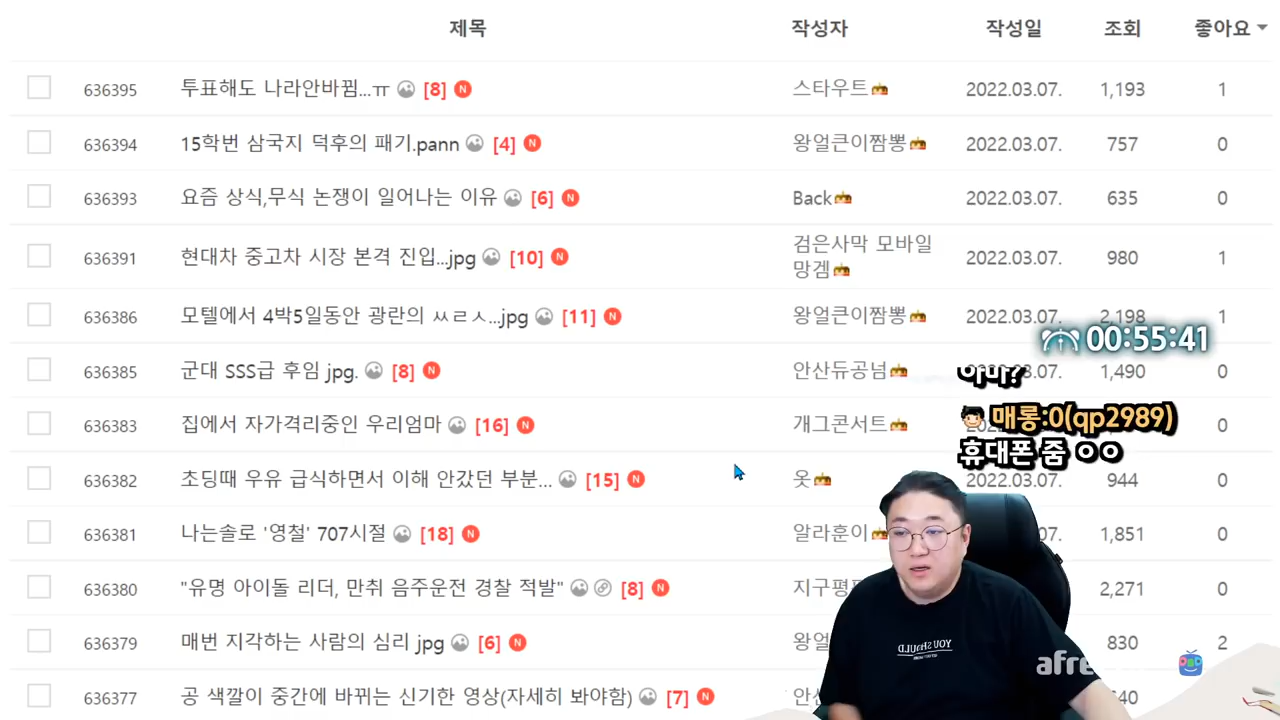 제목 작성자 작성일 조회 좋아요
636395 투표해도 나라안바뀜...ㅠ [8] N 스타우트 2022.03.07. 1,193 1
636394 15학번 삼국지 덕후의 패기.pann [4] N 왕얼큰이짬뽕 2022.03.07. 757 0
636393 요즘 상식,무식 논쟁이 일어나는 이유 [6] N Back 2022.03.07. 635 0
636391 현대차 중고차 시장 본격 진입...jpg [10] N 검은사막 모바일 2022.03.07. 980 1
망겜
636386 모텔에서 4박5일동안 광란의 ㅆㄹㅅ...jpg [11] N 왕얼큰이짬뽕 2022.03.07. 2,198 1
00:55:41
636385 군대 SSS급 후임 jpg. [8] N 안산듀공넘 03.07. 1,490 0
아마?
636383 집에서 자가격리중인 우리엄마 [16] N 개그콘서트 0
매롱:0(qp2989)
휴대폰 줌 ㅇㅇ
636382 초딩때 우유 급식하면서 이해 안갔던 부분... [15] N 옷 2022.03.07. 944 0
636381 나는솔로 '영철' 707시절 [18] N 알라훈이 07. 1,851 0
636380 "유명 아이돌 리더, 만취 음주운전 경찰 적발" [8] N 지구평 2,271 0
636379 매번 지각하는 사람의 심리 jpg [6] N 왕얼 830 2
YOU SHOULD
afre
636377 공 색깔이 중간에 바뀌는 신기한 영상(자세히 봐야함) [7] N 안산 40